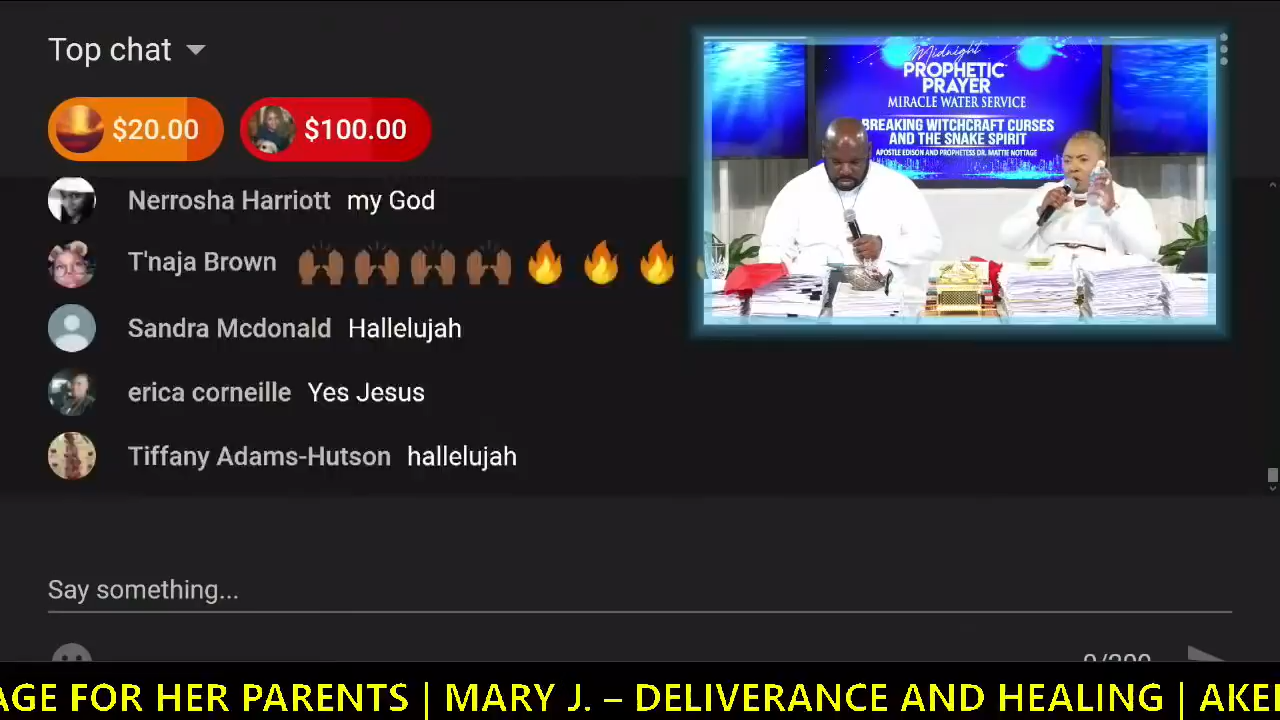 Top chat
$20.00 $100.00
Nerrosha Harriott my God
T'naja Brown 🙌🏾🙌🏾🙌🏾🙌🏾🔥🔥🔥
Sandra Mcdonald Hallelujah
erica corneille Yes Jesus
Tiffany Adams-Hutson hallelujah
Say something...
0/200
Midnight
PROPHETIC
PRAYER
MIRACLE WATER SERVICE
BREAKING WITCHCRAFT CURSES
AND THE SNAKE SPIRIT
APOSTLE EDISON AND PROPHETESS DR. MATTIE NOTTAGE
AGE FOR HER PARENTS | MARY J. – DELIVERANCE AND HEALING | AKE